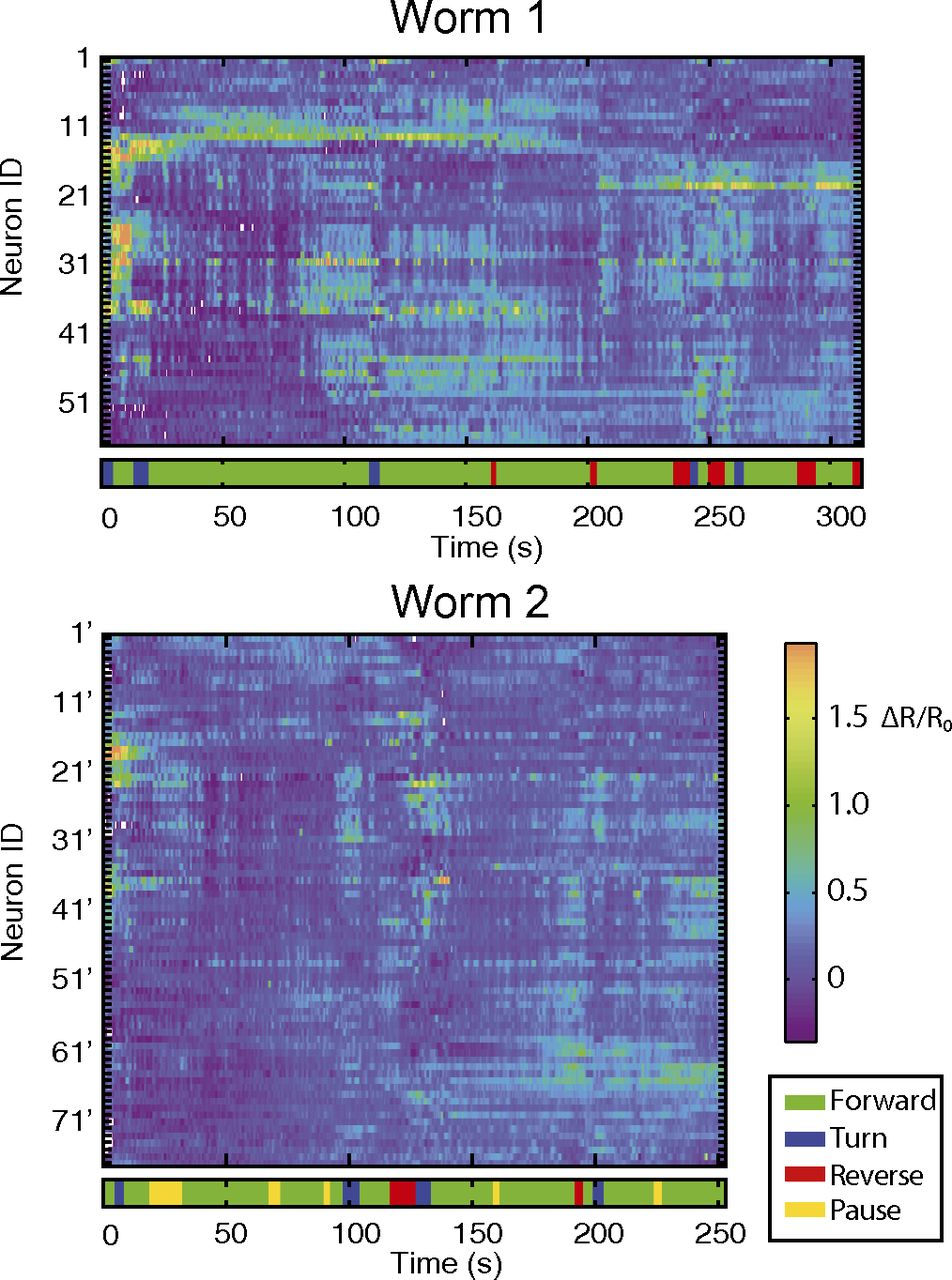 Worm 1
Neuron ID
1
11
21
31
41
51
0 50 100 150 200 250 300
Time (s)
Worm 2
Neuron ID
1'
11'
21'
31'
41'
51'
61'
71'
0 50 100 150 200 250
Time (s)
1.5 ΔR/R₀
1.0
0.5
0
Forward
Turn
Reverse
Pause